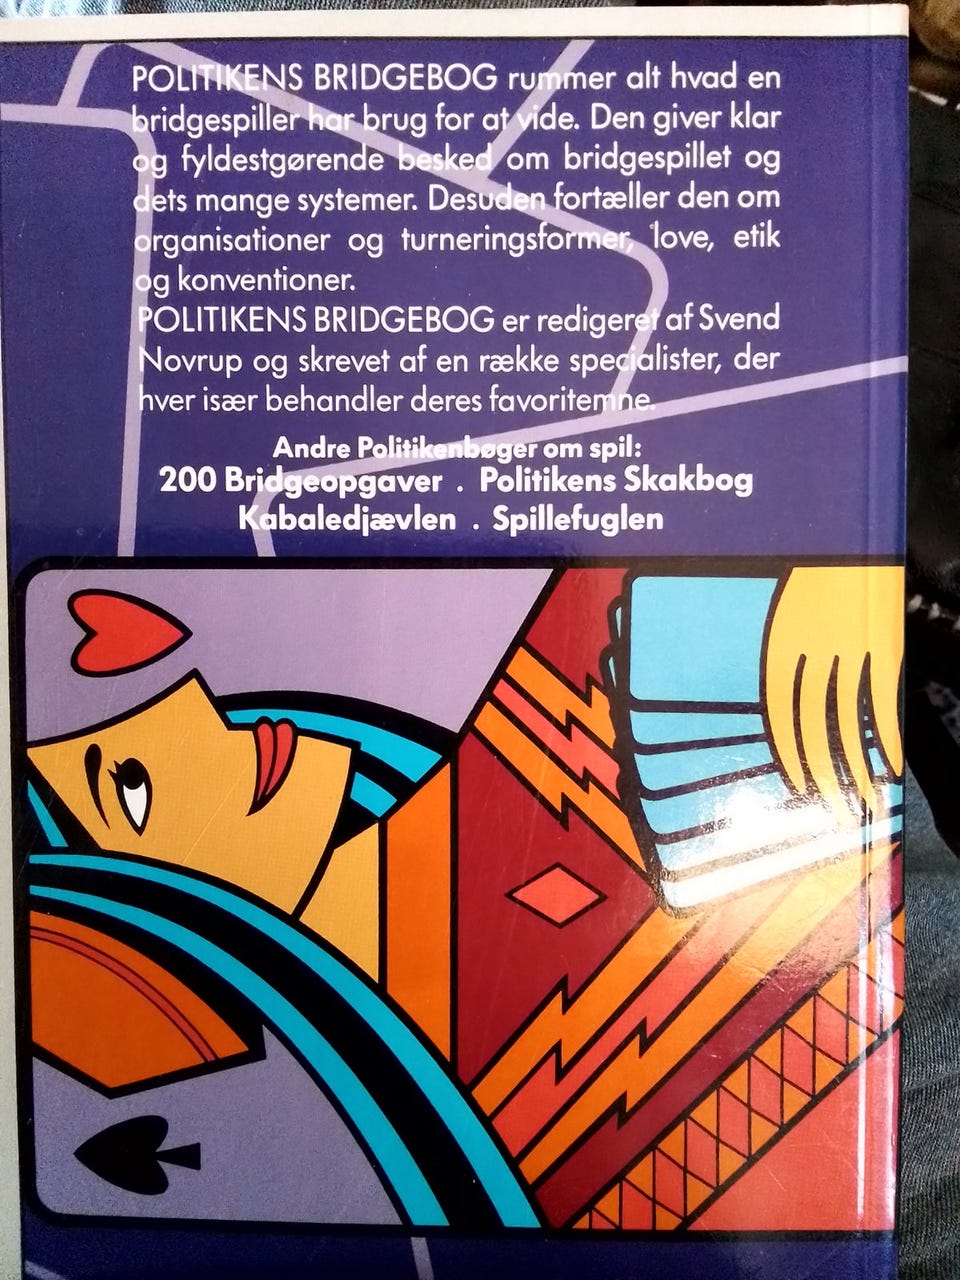 POLITIKENS BRIDGEBOG rummer alt hvad en
bridgespiller har brug for at vide. Den giver klar
og fyldestgørende besked om bridgespillet og
dets mange systemer. Desuden fortæller den om
organisationer og turneringsformer, love, etik
og konventioner.
POLITIKENS BRIDGEBOG er redigeret af Svend
Novrup og skrevet af en række specialister, der
hver især behandler deres favoritemne.
Andre Politikenbøger om spil:
200 Bridgeopgaver . Politikens Skakbog
Kabaledjævlen . Spillefuglen